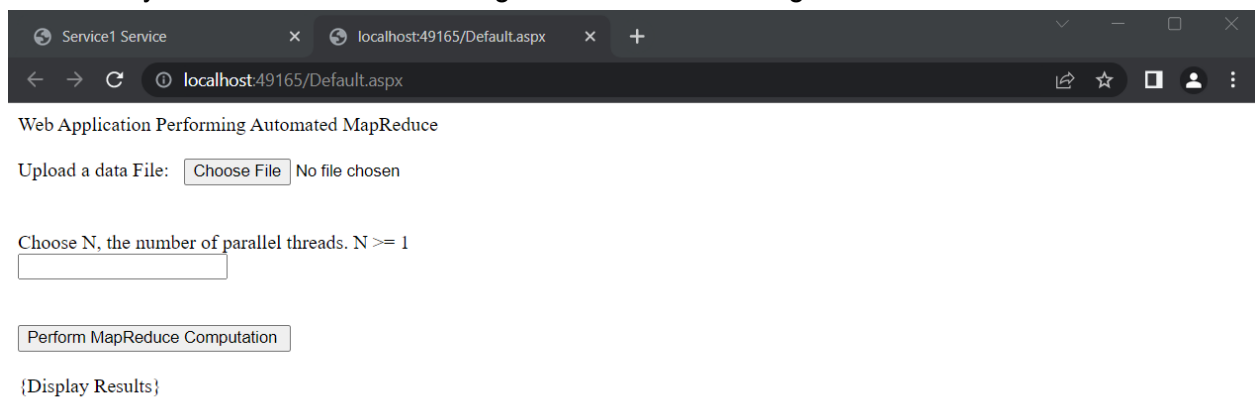 Service1 Service
localhost:49165/Default.aspx
localhost:49165/Default.aspx
Web Application Performing Automated MapReduce
Upload a data File: Choose File No file chosen
Choose N, the number of parallel threads. N >= 1
Perform MapReduce Computation
{Display Results}